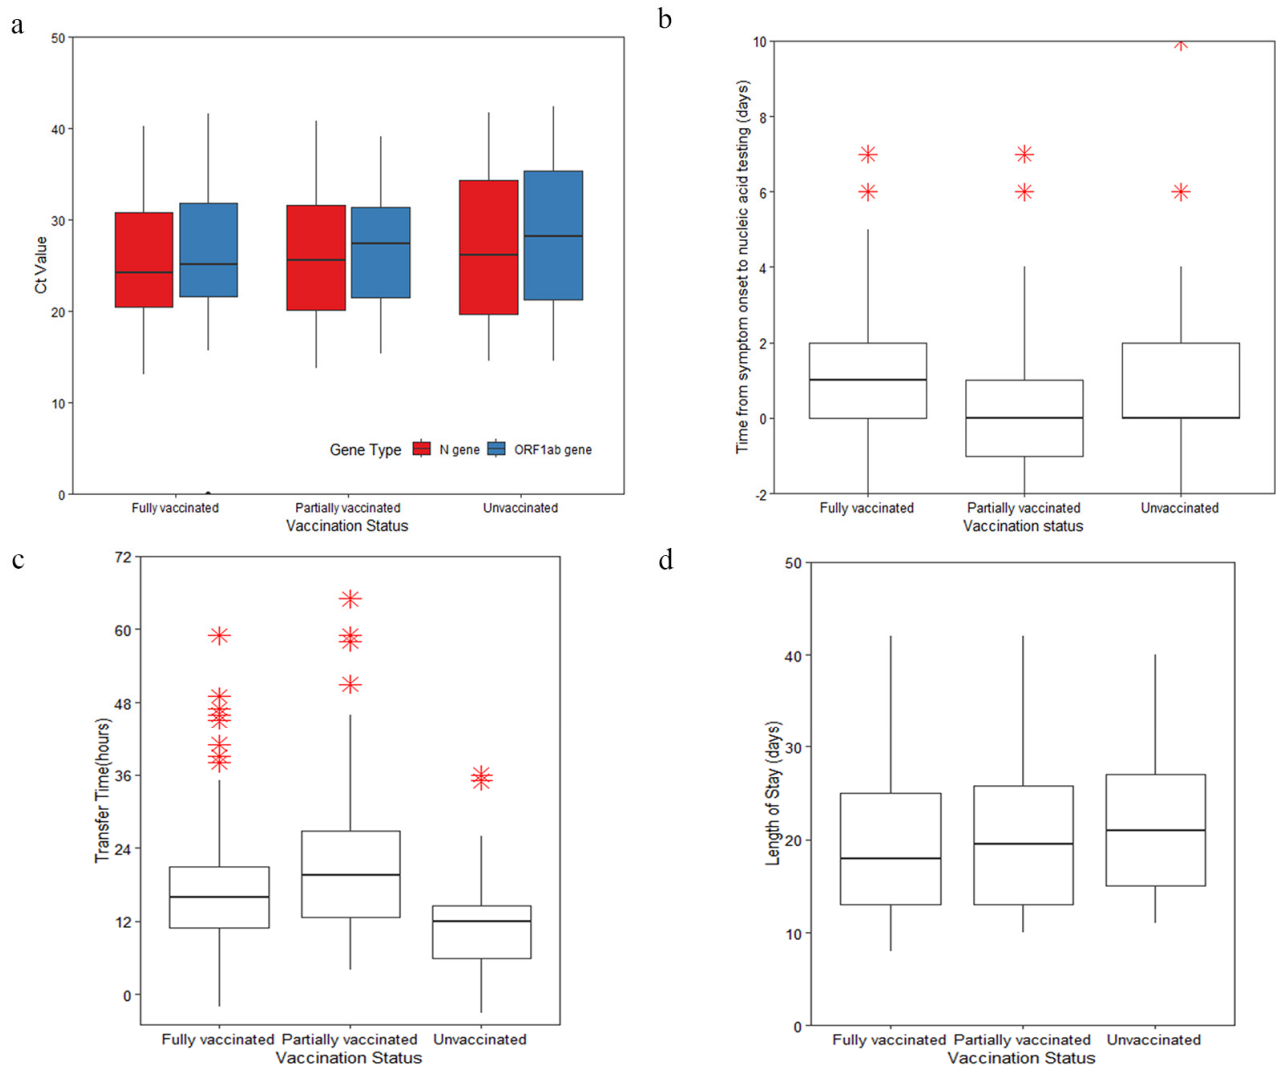 a
50
40
30
20
10
0
Ct Value
Gene Type N gene ORF1ab gene
Fully vaccinated Partially vaccinated Unvaccinated
Vaccination Status
b
10
8
6
4
2
0
-2
Time from symptom onset to nucleic acid testing (days)
Fully vaccinated Partially vaccinated Unvaccinated
Vaccination status
c
72
60
48
36
24
12
0
Transfer Time(hours)
Fully vaccinated Partially vaccinated Unvaccinated
Vaccination Status
d
50
40
30
20
10
0
Length of Stay (days)
Fully vaccinated Partially vaccinated Unvaccinated
Vaccination Status